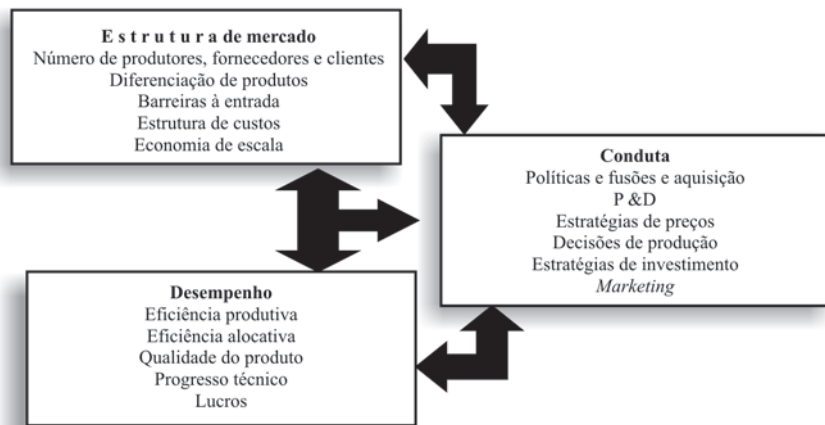 E s t r u t u r a de mercado
Número de produtores, fornecedores e clientes
Diferenciação de produtos
Barreiras à entrada
Estrutura de custos
Economia de escala
Conduta
Políticas e fusões e aquisição
P &D
Estratégias de preços
Decisões de produção
Estratégias de investimento
Marketing
Desempenho
Eficiência produtiva
Eficiência alocativa
Qualidade do produto
Progresso técnico
Lucros